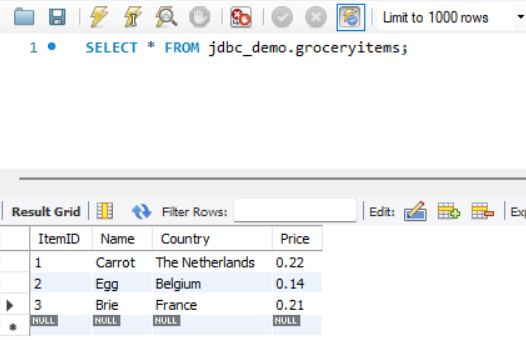 Limit to 1000 rows
1 SELECT * FROM jdbc_demo.groceryitems;
Result Grid Filter Rows: Edit: Exp
ItemID Name Country Price
1 Carrot The Netherlands 0.22
2 Egg Belgium 0.14
3 Brie France 0.21
NULL NULL NULL NULL